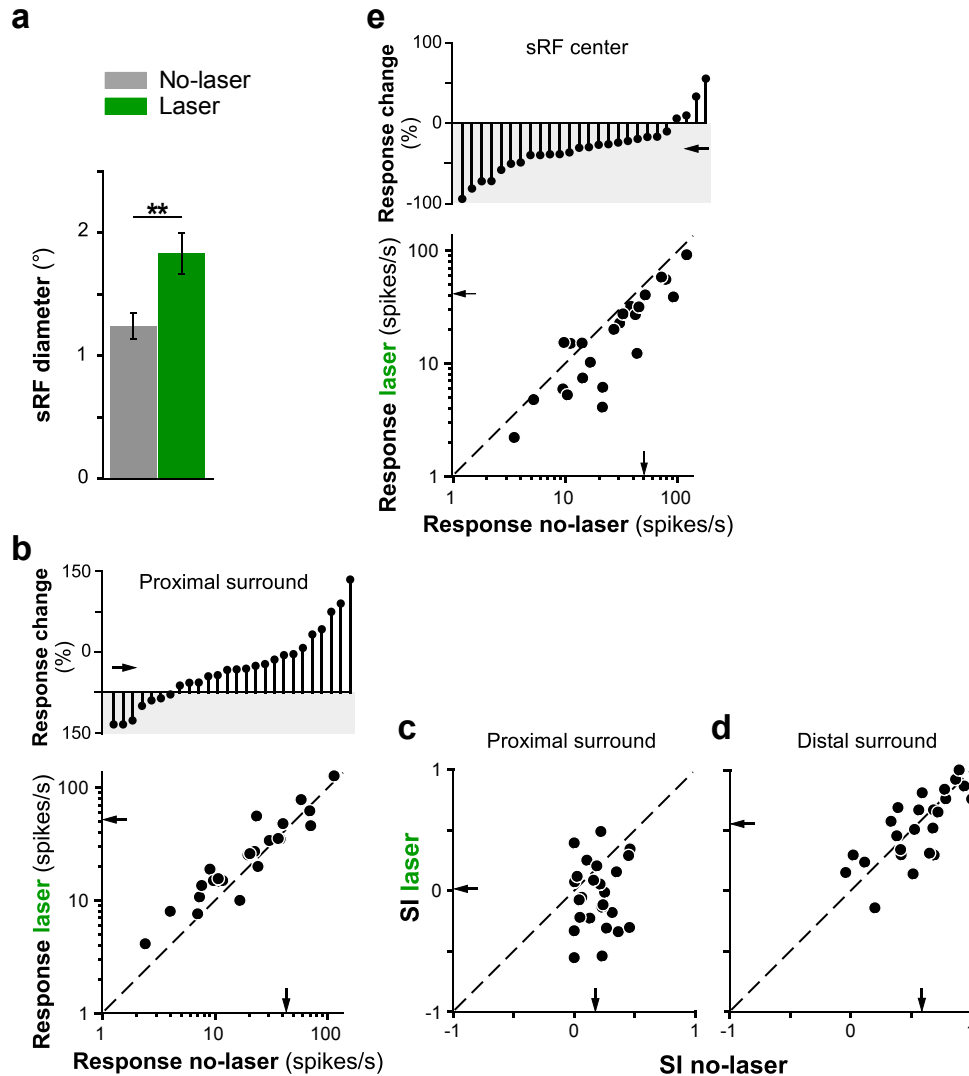 a
No-laser
Laser
**
sRF diameter (°)
2
1
0
b
Proximal surround
Response change
(%)
150
0
150
Response laser (spikes/s)
100
10
1
1
10
100
Response no-laser (spikes/s)
e
sRF center
Response change
(%)
100
0
-100
Response laser (spikes/s)
100
10
1
1
10
100
Response no-laser (spikes/s)
c
Proximal surround
SI laser
1
0
-1
-1
0
1
d
Distal surround
-1
0
1
SI no-laser